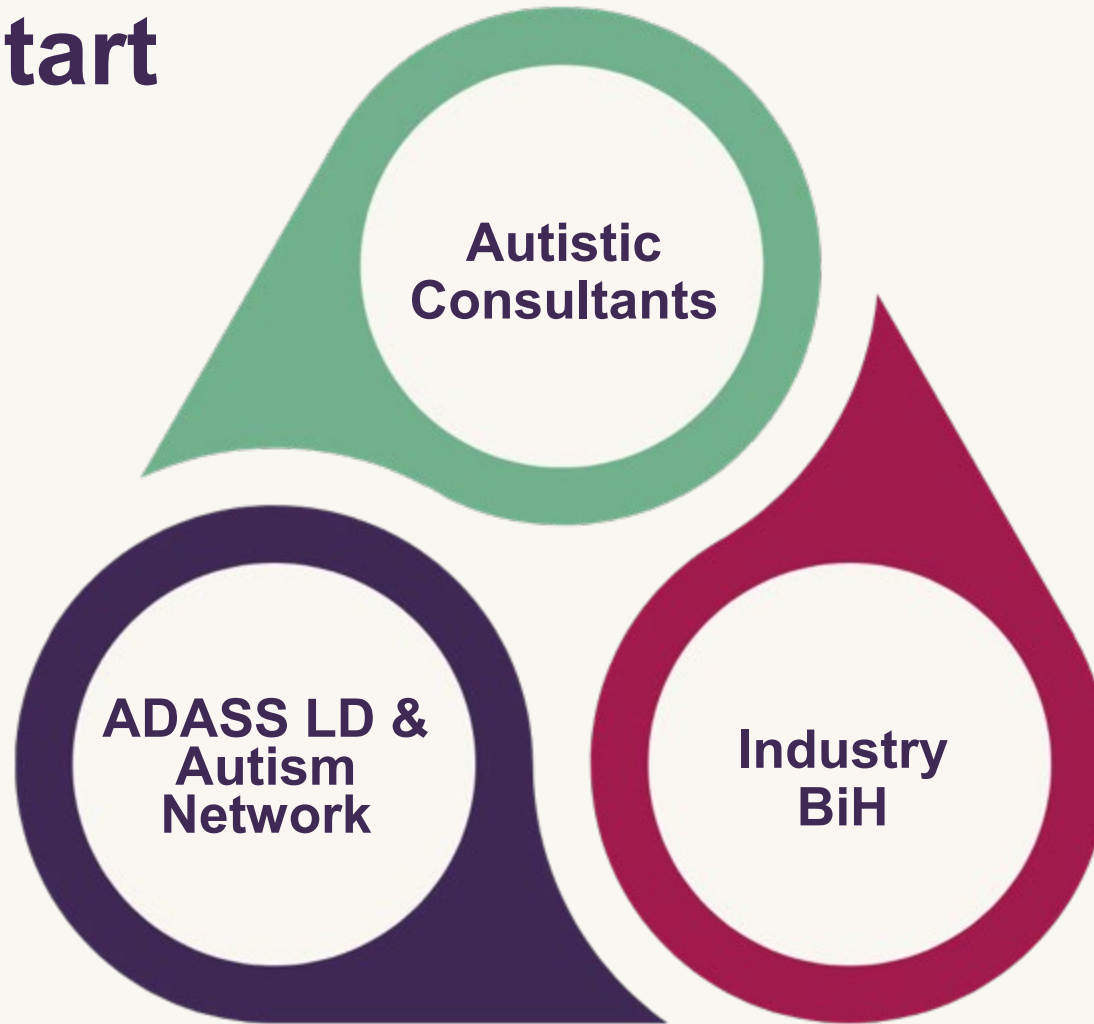 tart
Autistic
Consultants
ADASS LD &
Autism
Network
Industry
BiH